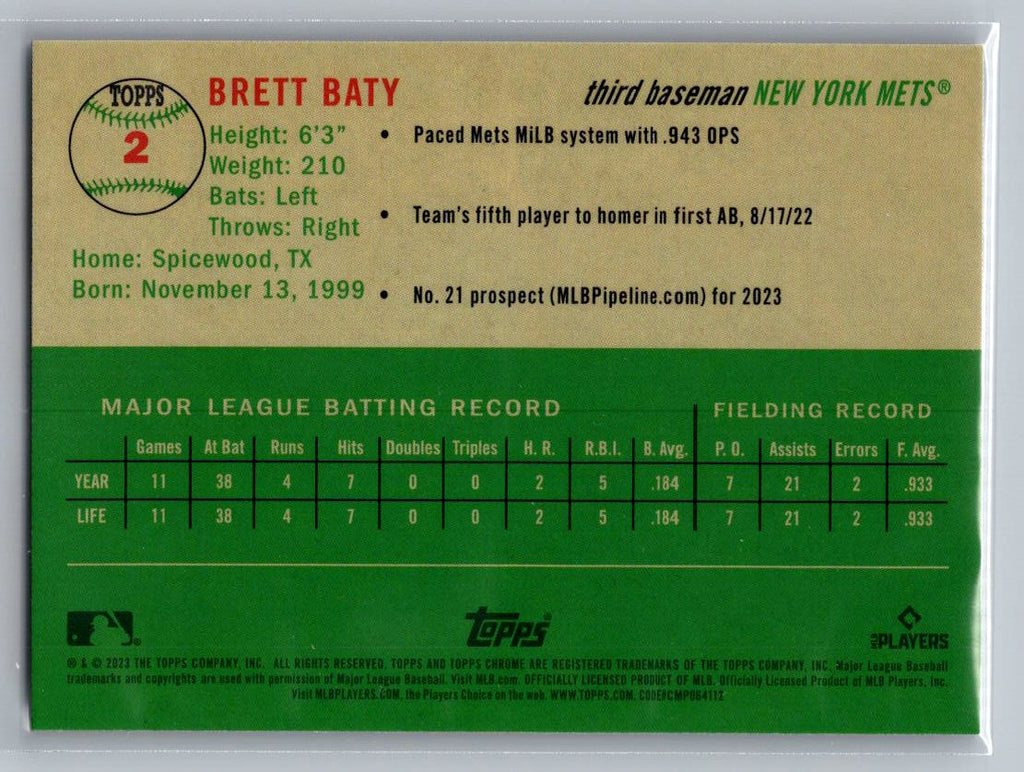 TOPPS
2
BRETT BATY
third baseman NEW YORK METS®
Height: 6'3"
Weight: 210
Bats: Left
Throws: Right
Home: Spicewood, TX
Born: November 13, 1999
• Paced Mets MiLB system with .943 OPS
• Team's fifth player to homer in first AB, 8/17/22
• No. 21 prospect (MLBPipeline.com) for 2023
MAJOR LEAGUE BATTING RECORD FIELDING RECORD
Games At Bat Runs Hits Doubles Triples H. R. R.B.I. B. Avg. P. O. Assists Errors F. Avg.
YEAR 11 38 4 7 0 0 2 5 .184 7 21 2 .933
LIFE 11 38 4 7 0 0 2 5 .184 7 21 2 .933
Topps®
MLB PLAYERS
® & © 2023 THE TOPPS COMPANY, INC. ALL RIGHTS RESERVED. TOPPS AND TOPPS CHROME ARE REGISTERED TRADEMARKS OF THE TOPPS COMPANY, INC. Major League Baseball
trademarks and copyrights are used with permission of Major League Baseball. Visit MLB.com. OFFICIALLY LICENSED PRODUCT OF MLB. Officially Licensed Product of MLB Players, Inc.
Visit MLBPLAYERS.COM, the Players Choice on the web. WWW.TOPPS.COM. CODE#CMP064112